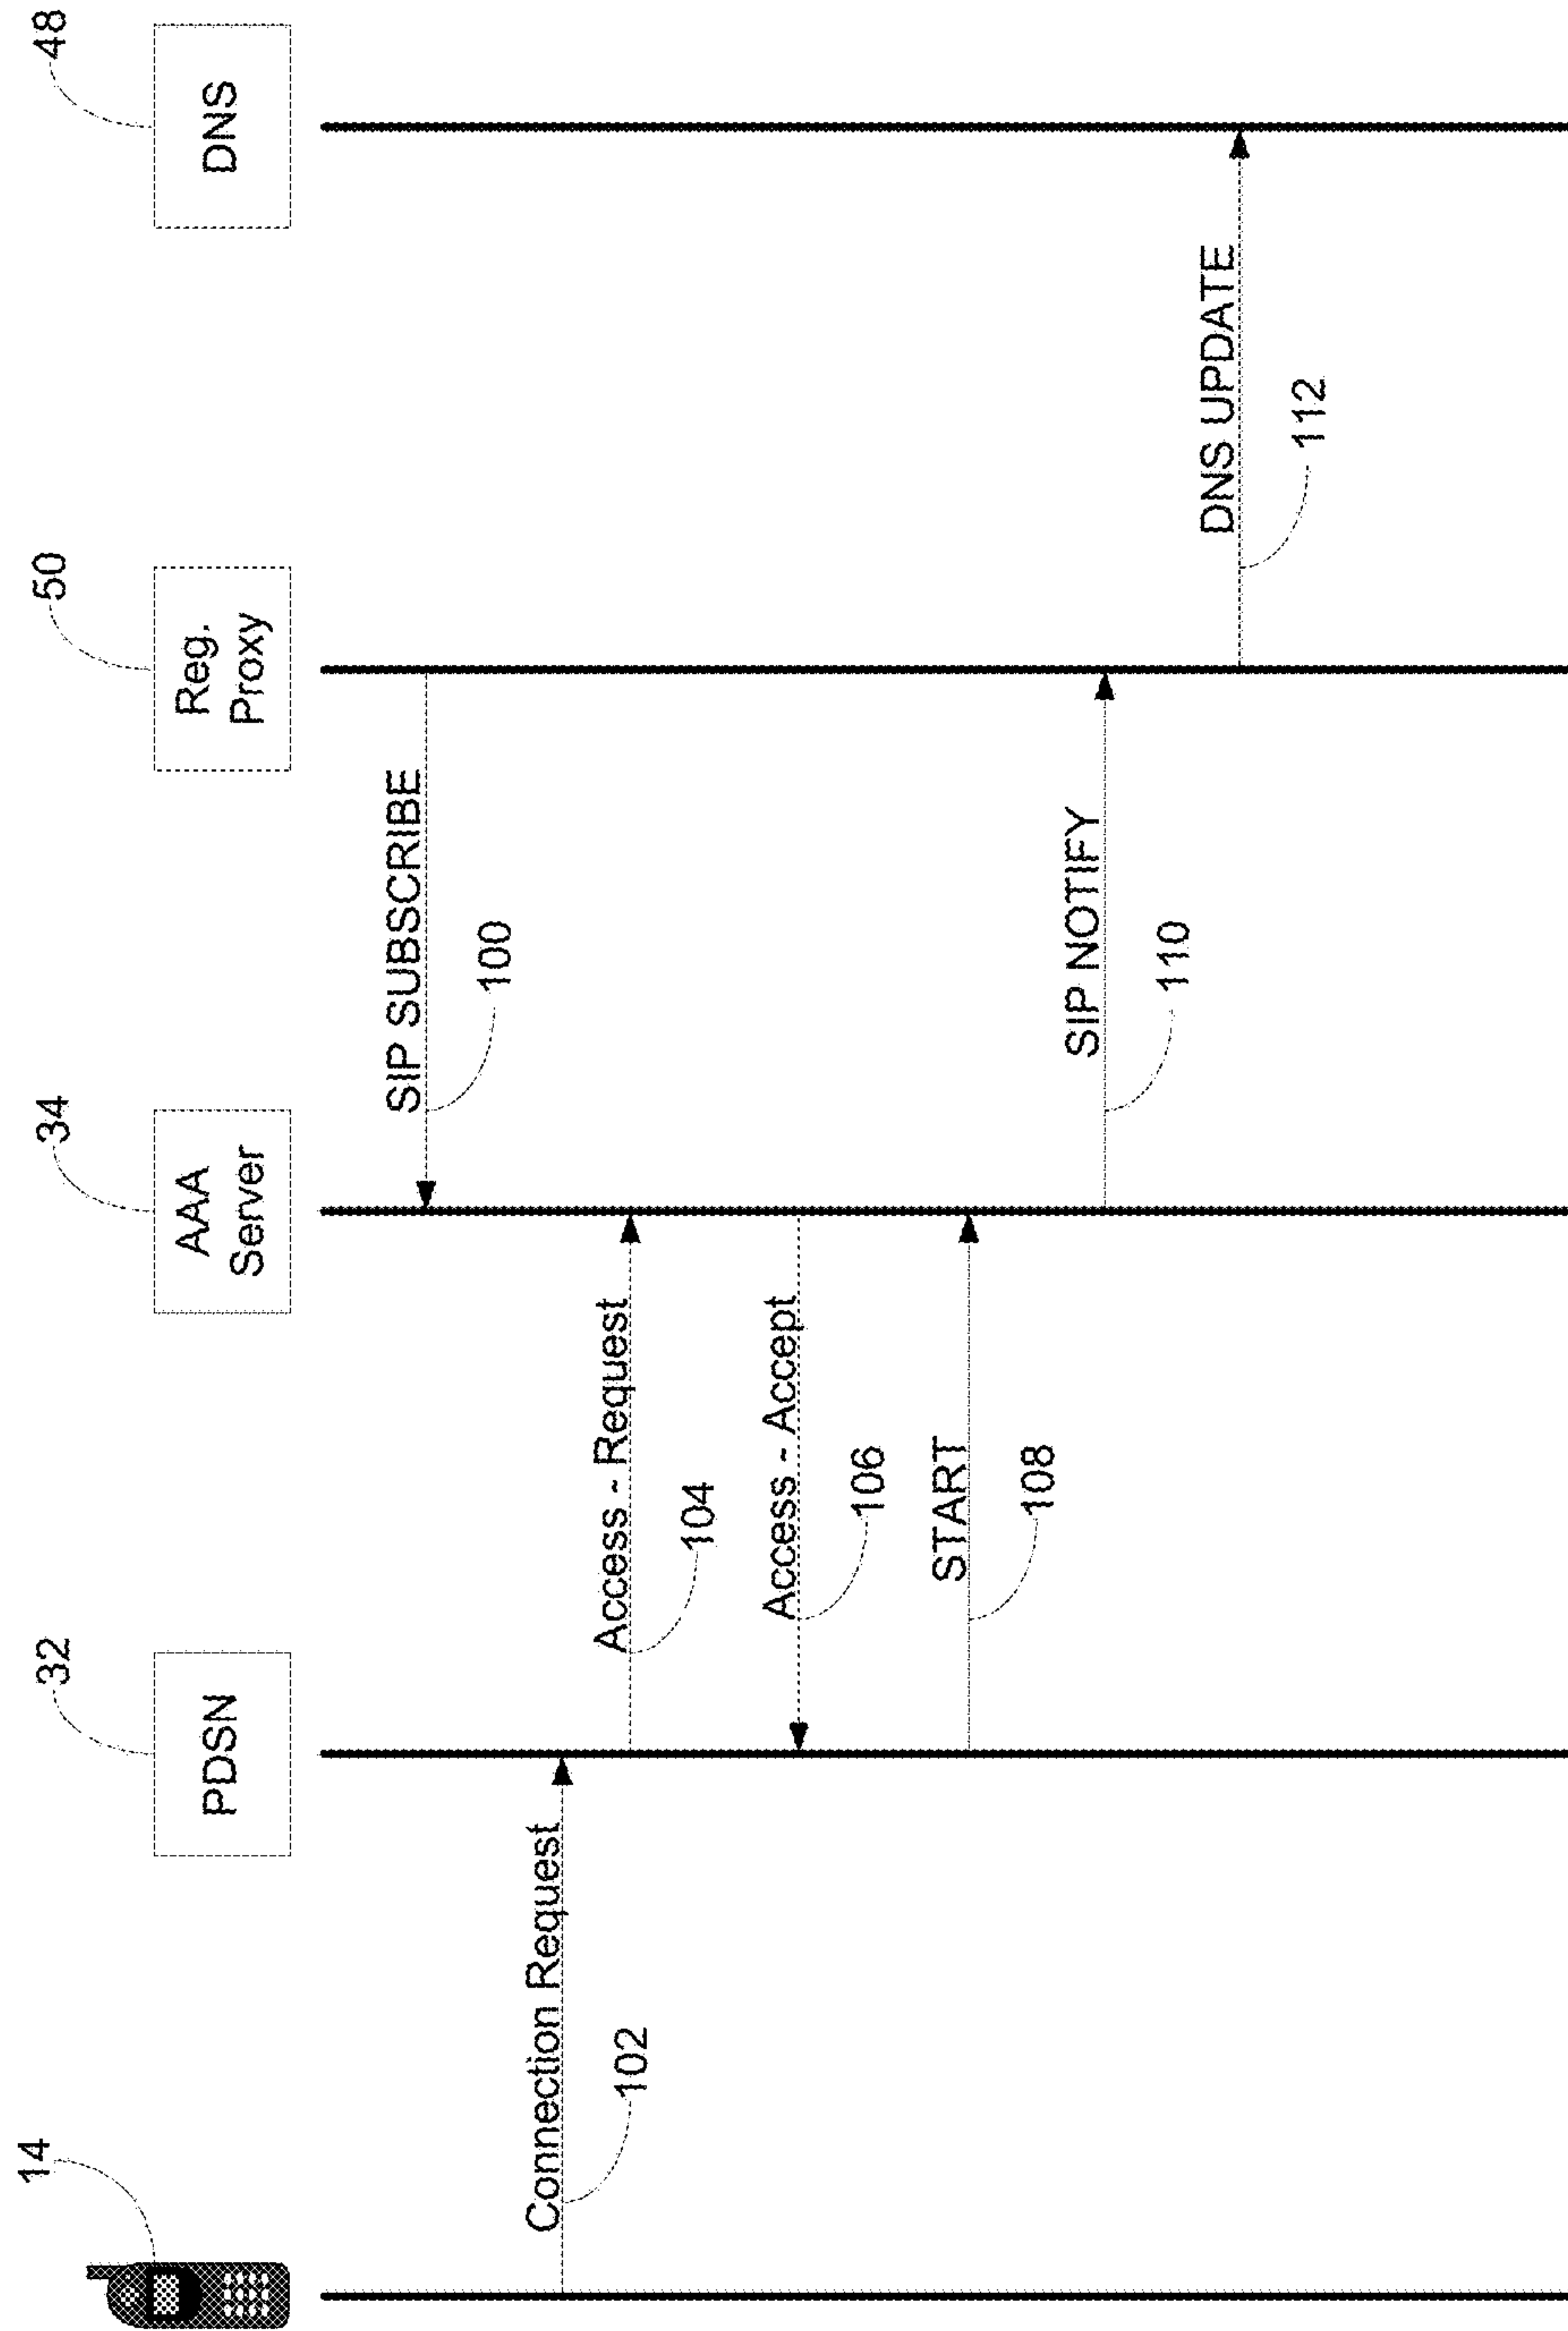 14
32
34
50
48
PDSN
AAA
Server
Reg.
Proxy
DNS
SIP SUBSCRIBE
100
Connection Request
102
Access - Request
104
Access - Accept
106
START
108
SIP NOTIFY
110
DNS UPDATE
112